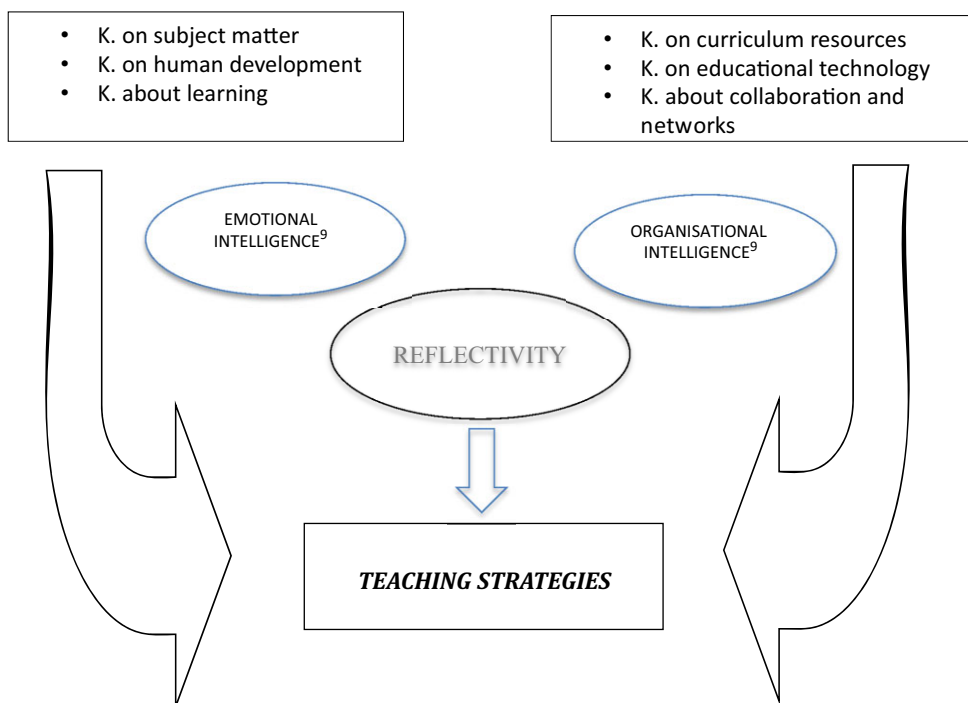 • K. on subject matter
• K. on human development
• K. about learning
• K. on curriculum resources
• K. on educational technology
• K. about collaboration and
networks
EMOTIONAL
INTELLIGENCE⁹
ORGANISATIONAL
INTELLIGENCE⁹
REFLECTIVITY
TEACHING STRATEGIES